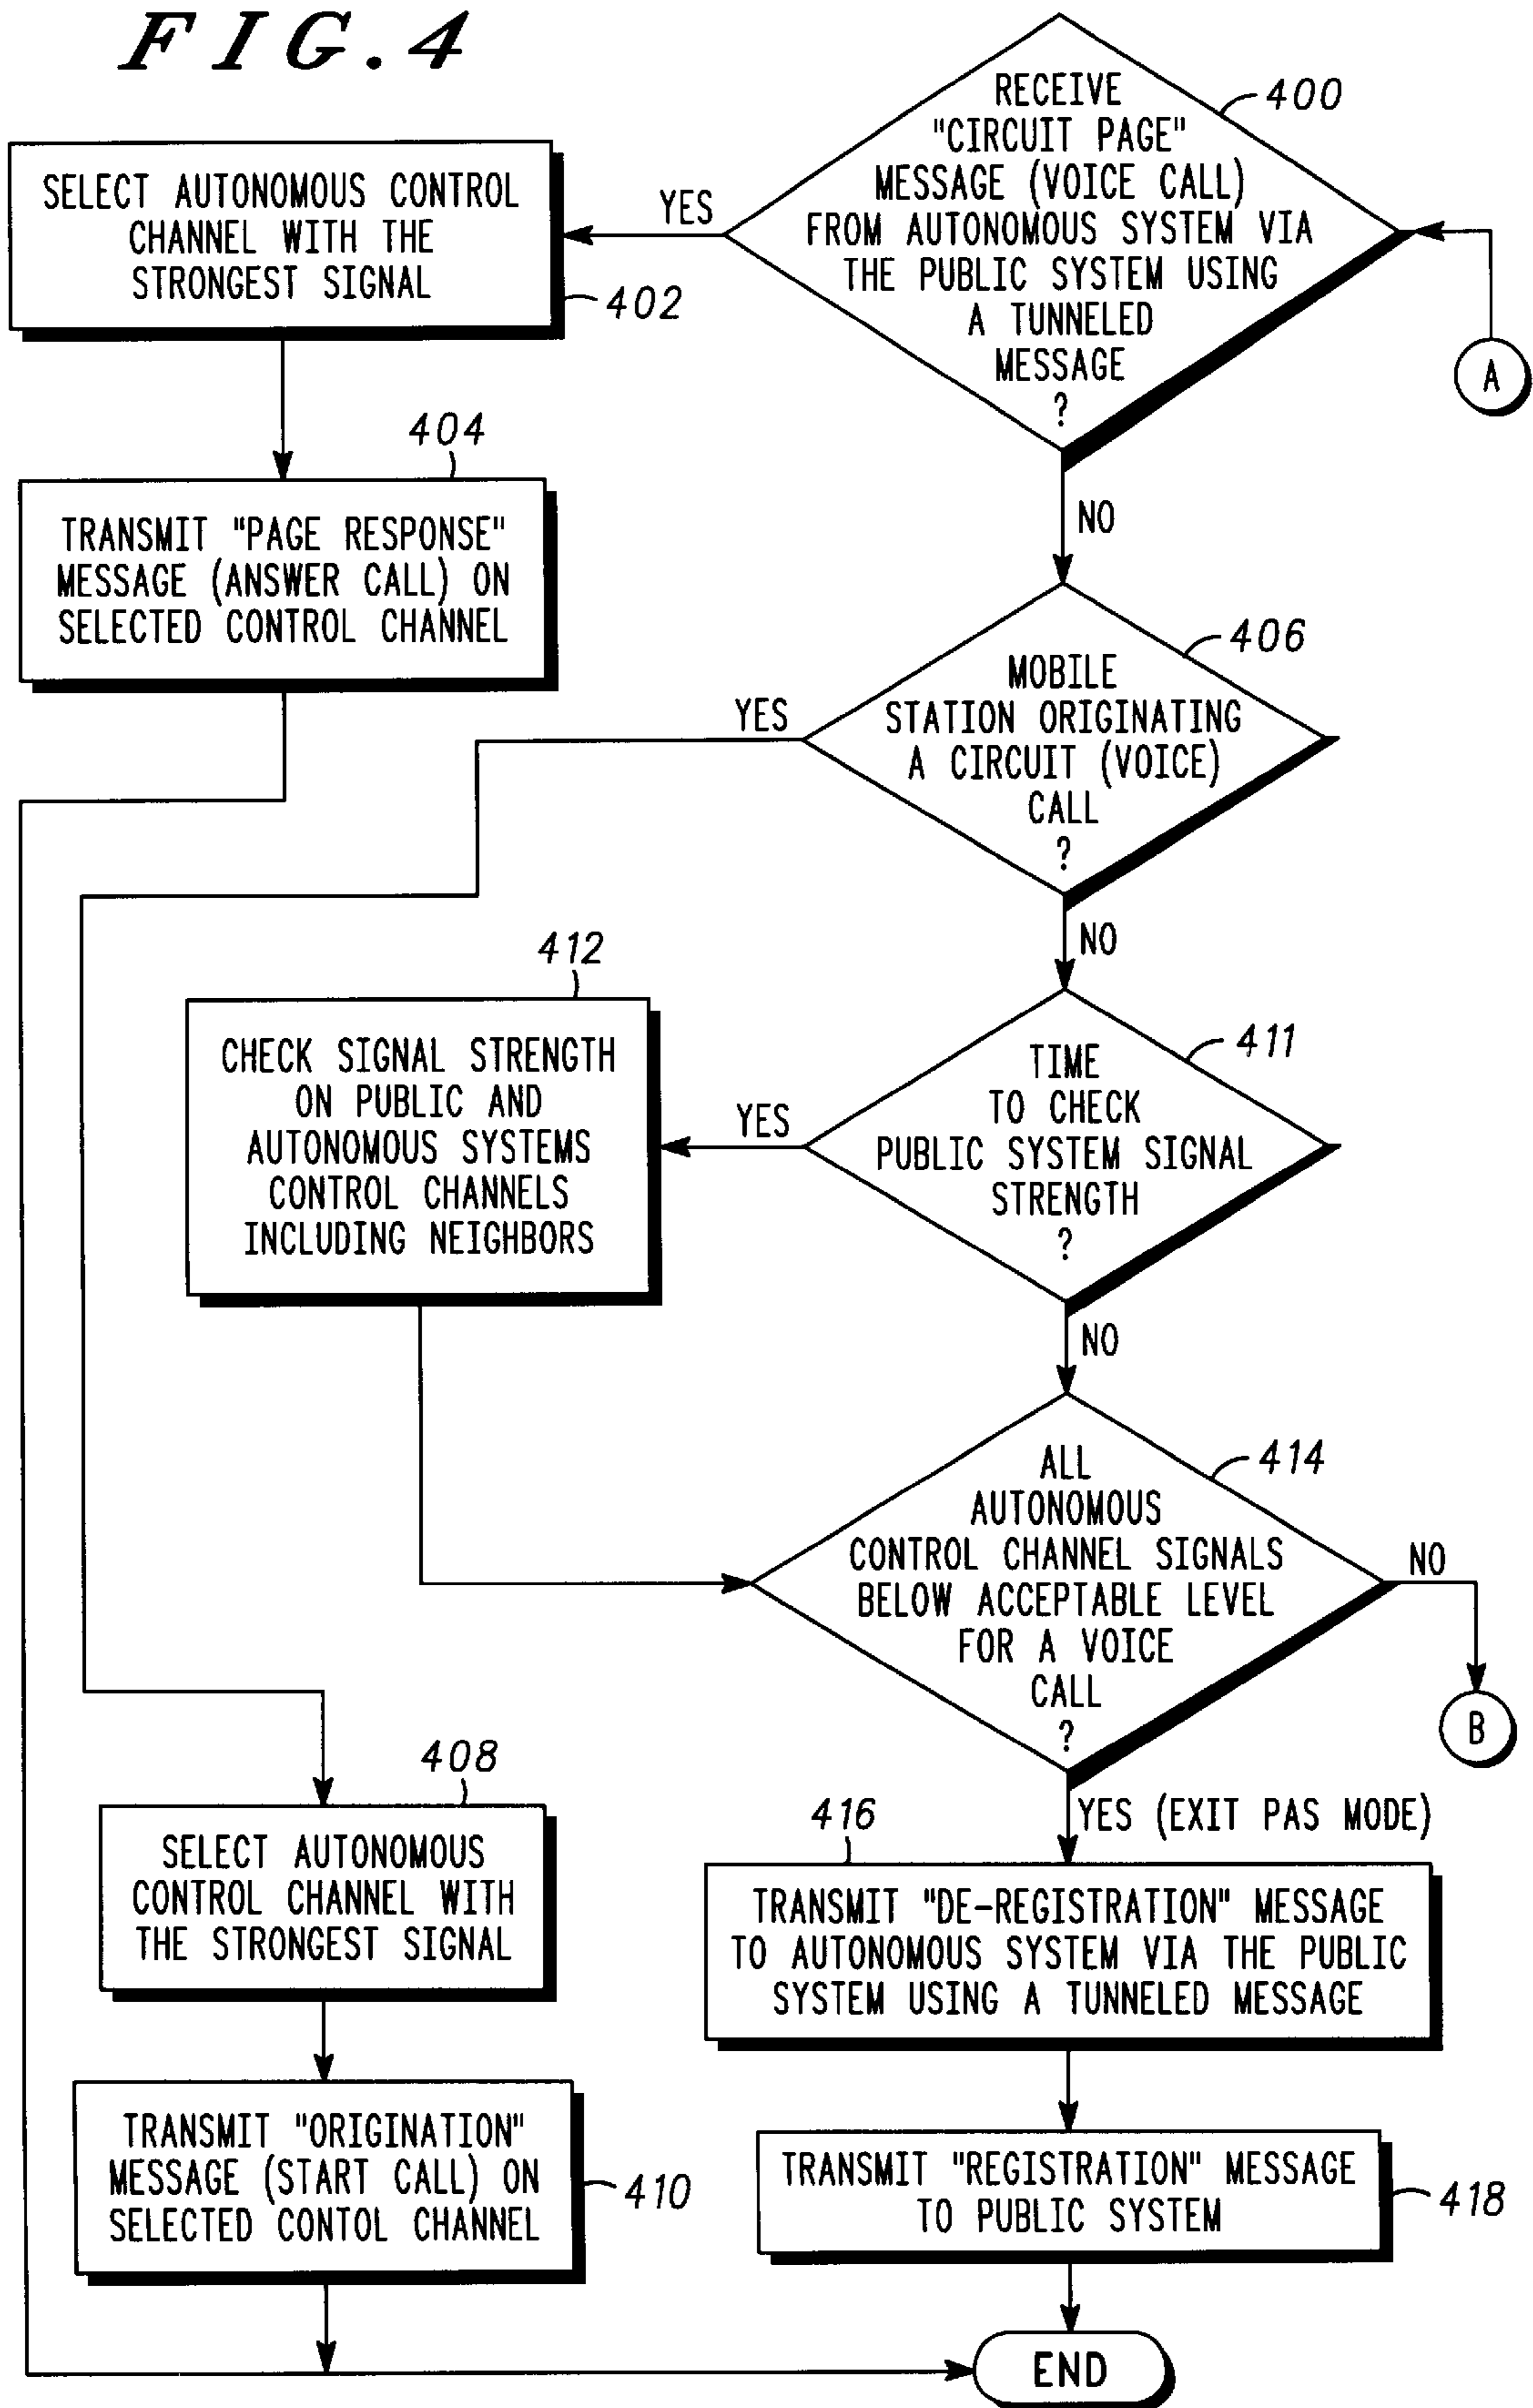 FIG. 4
RECEIVE
"CIRCUIT PAGE"
MESSAGE (VOICE CALL)
FROM AUTONOMOUS SYSTEM VIA
THE PUBLIC SYSTEM USING
A TUNNELED
MESSAGE
?
400
A
YES
SELECT AUTONOMOUS CONTROL
CHANNEL WITH THE
STRONGEST SIGNAL
402
404
TRANSMIT "PAGE RESPONSE"
MESSAGE (ANSWER CALL) ON
SELECTED CONTROL CHANNEL
NO
406
MOBILE
STATION ORIGINATING
A CIRCUIT (VOICE)
CALL
?
YES
NO
411
TIME
TO CHECK
PUBLIC SYSTEM SIGNAL
STRENGTH
?
YES
412
CHECK SIGNAL STRENGTH
ON PUBLIC AND
AUTONOMOUS SYSTEMS
CONTROL CHANNELS
INCLUDING NEIGHBORS
NO
414
ALL
AUTONOMOUS
CONTROL CHANNEL SIGNALS
BELOW ACCEPTABLE LEVEL
FOR A VOICE
CALL
?
NO
B
YES (EXIT PAS MODE)
408
SELECT AUTONOMOUS
CONTROL CHANNEL WITH
THE STRONGEST SIGNAL
TRANSMIT "ORIGINATION"
MESSAGE (START CALL) ON
SELECTED CONTOL CHANNEL
410
416
TRANSMIT "DE-REGISTRATION" MESSAGE
TO AUTONOMOUS SYSTEM VIA THE PUBLIC
SYSTEM USING A TUNNELED MESSAGE
TRANSMIT "REGISTRATION" MESSAGE
TO PUBLIC SYSTEM
418
END